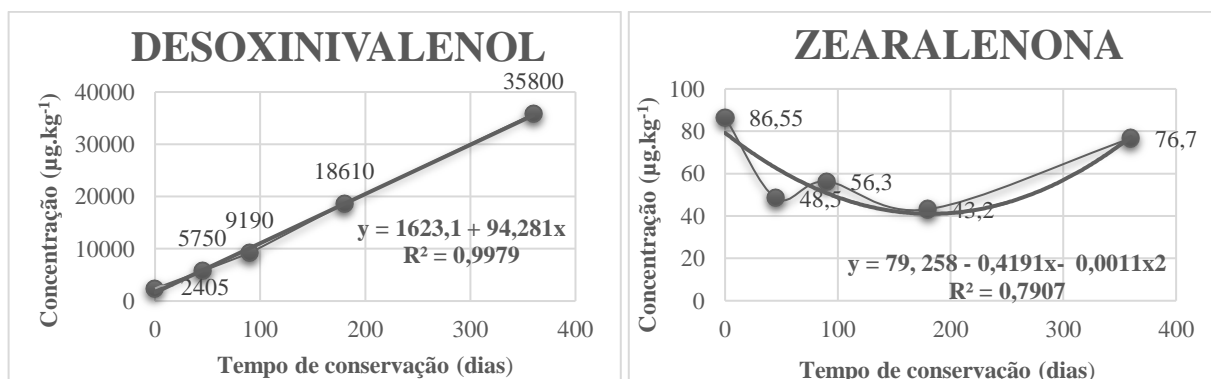 DESOXINIVALENOL
Concentração (µg.kg-1)
40000
30000
20000
10000
0
2405
5750
9190
18610
35800
y = 1623,1 + 94,281x
R² = 0,9979
0 100 200 300 400
Tempo de conservação (dias)
ZEARALENONA
Concentração (µg.kg-1)
100
80
60
40
20
0
86,55
48,5
56,3
43,2
76,7
y = 79, 258 - 0,4191x- 0,0011x2
R² = 0,7907
0 100 200 300 400
Tempo de conservação (dias)